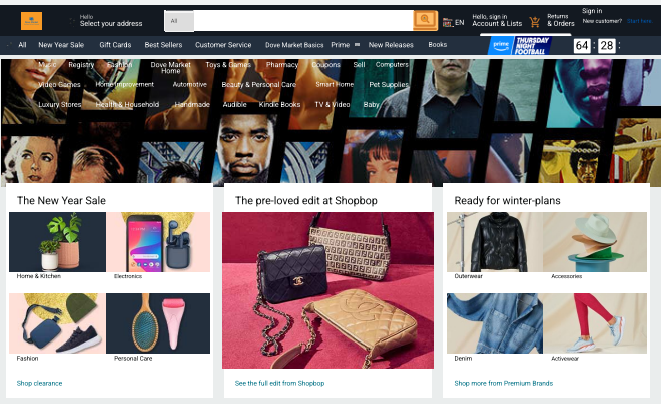 Hello
Select your address
All
EN
Hello, sign in
Account & Lists
Returns
& Orders
Sign in
New customer? Start here
All
New Year Sale
Gift Cards
Best Sellers
Customer Service
Dove Market Basics
Prime
New Releases
Books
prime
THURSDAY
NIGHT
FOOTBALL
64 : 28 :
Music
Registry
Fashion
Dove Market
Home
Toys & Games
Pharmacy
Coupons
Sell
Computers
Video Games
Home Improvement
Automotive
Beauty & Personal Care
Smart Home
Pet Supplies
Luxury Stores
Health & Household
Handmade
Audible
Kindle Books
TV & Video
Baby
The New Year Sale
Home & Kitchen
Electronics
Fashion
Personal Care
Shop clearance
The pre-loved edit at Shopbop
See the full edit from Shopbop
Ready for winter-plans
Outerwear
Accessories
Denim
Activewear
Shop more from Premium Brands